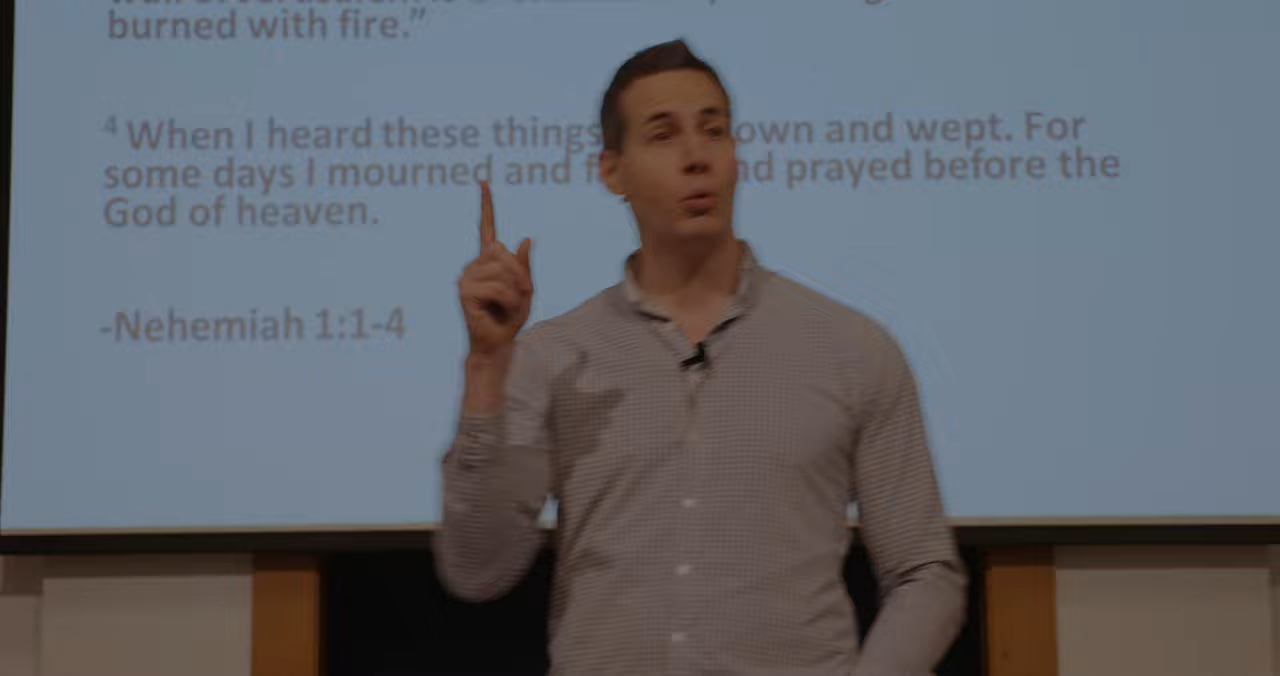 burned with fire.”
4 When I heard these things own and wept. For
some days I mourned and nd prayed before the
God of heaven.
-Nehemiah 1:1-4